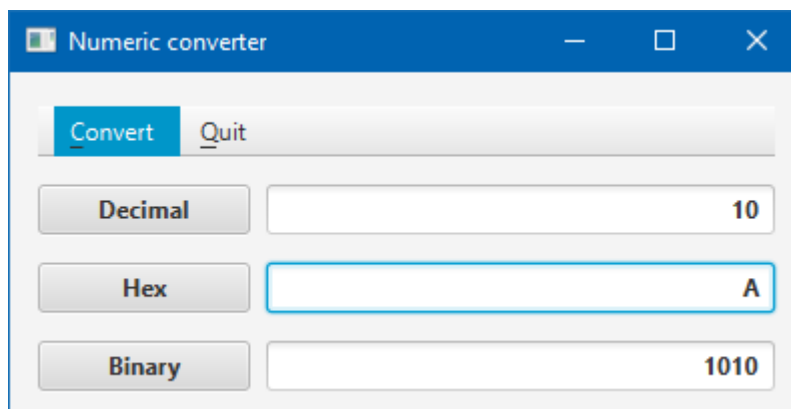 Numeric converter
Convert Quit
Decimal 10
Hex A
Binary 1010